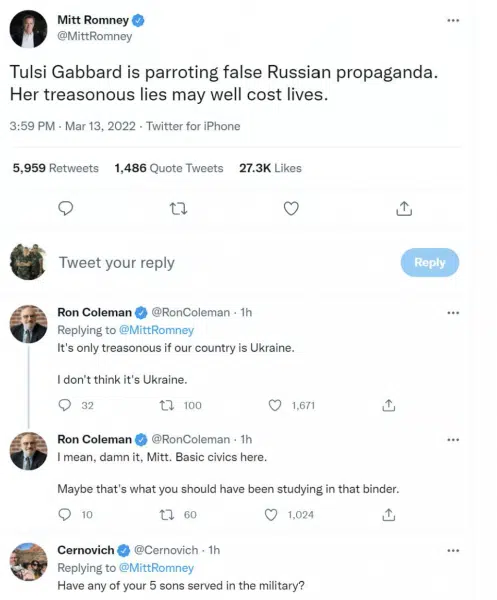 Mitt Romney
@MittRomney
Tulsi Gabbard is parroting false Russian propaganda.
Her treasonous lies may well cost lives.
3:59 PM · Mar 13, 2022 · Twitter for iPhone
5,959 Retweets 1,486 Quote Tweets 27.3K Likes
Tweet your reply
Reply
Ron Coleman @RonColeman · 1h
Replying to @MittRomney
It's only treasonous if our country is Ukraine.
I don't think it's Ukraine.
32 100 1,671
Ron Coleman @RonColeman · 1h
I mean, damn it, Mitt. Basic civics here.
Maybe that's what you should have been studying in that binder.
10 60 1,024
Cernovich @Cernovich · 1h
Replying to @MittRomney
Have any of your 5 sons served in the military?